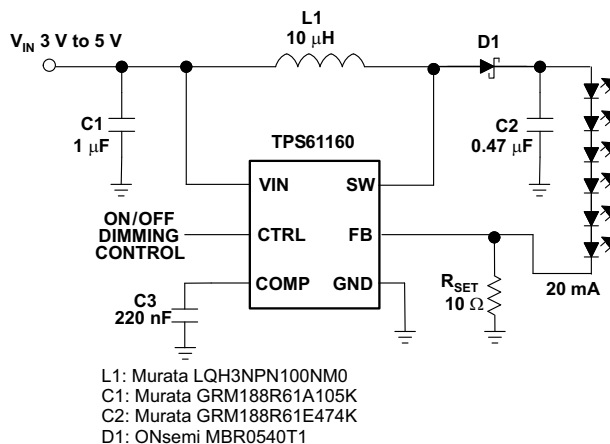 L1
10 μH
V_IN 3 V to 5 V
D1
C1
1 μF
C2
0.47 μF
TPS61160
VIN
SW
ON/OFF
DIMMING
CONTROL
CTRL
FB
COMP
GND
C3
220 nF
R_SET
10 Ω
20 mA
L1: Murata LQH3NPN100NM0
C1: Murata GRM188R61A105K
C2: Murata GRM188R61E474K
D1: ONsemi MBR0540T1